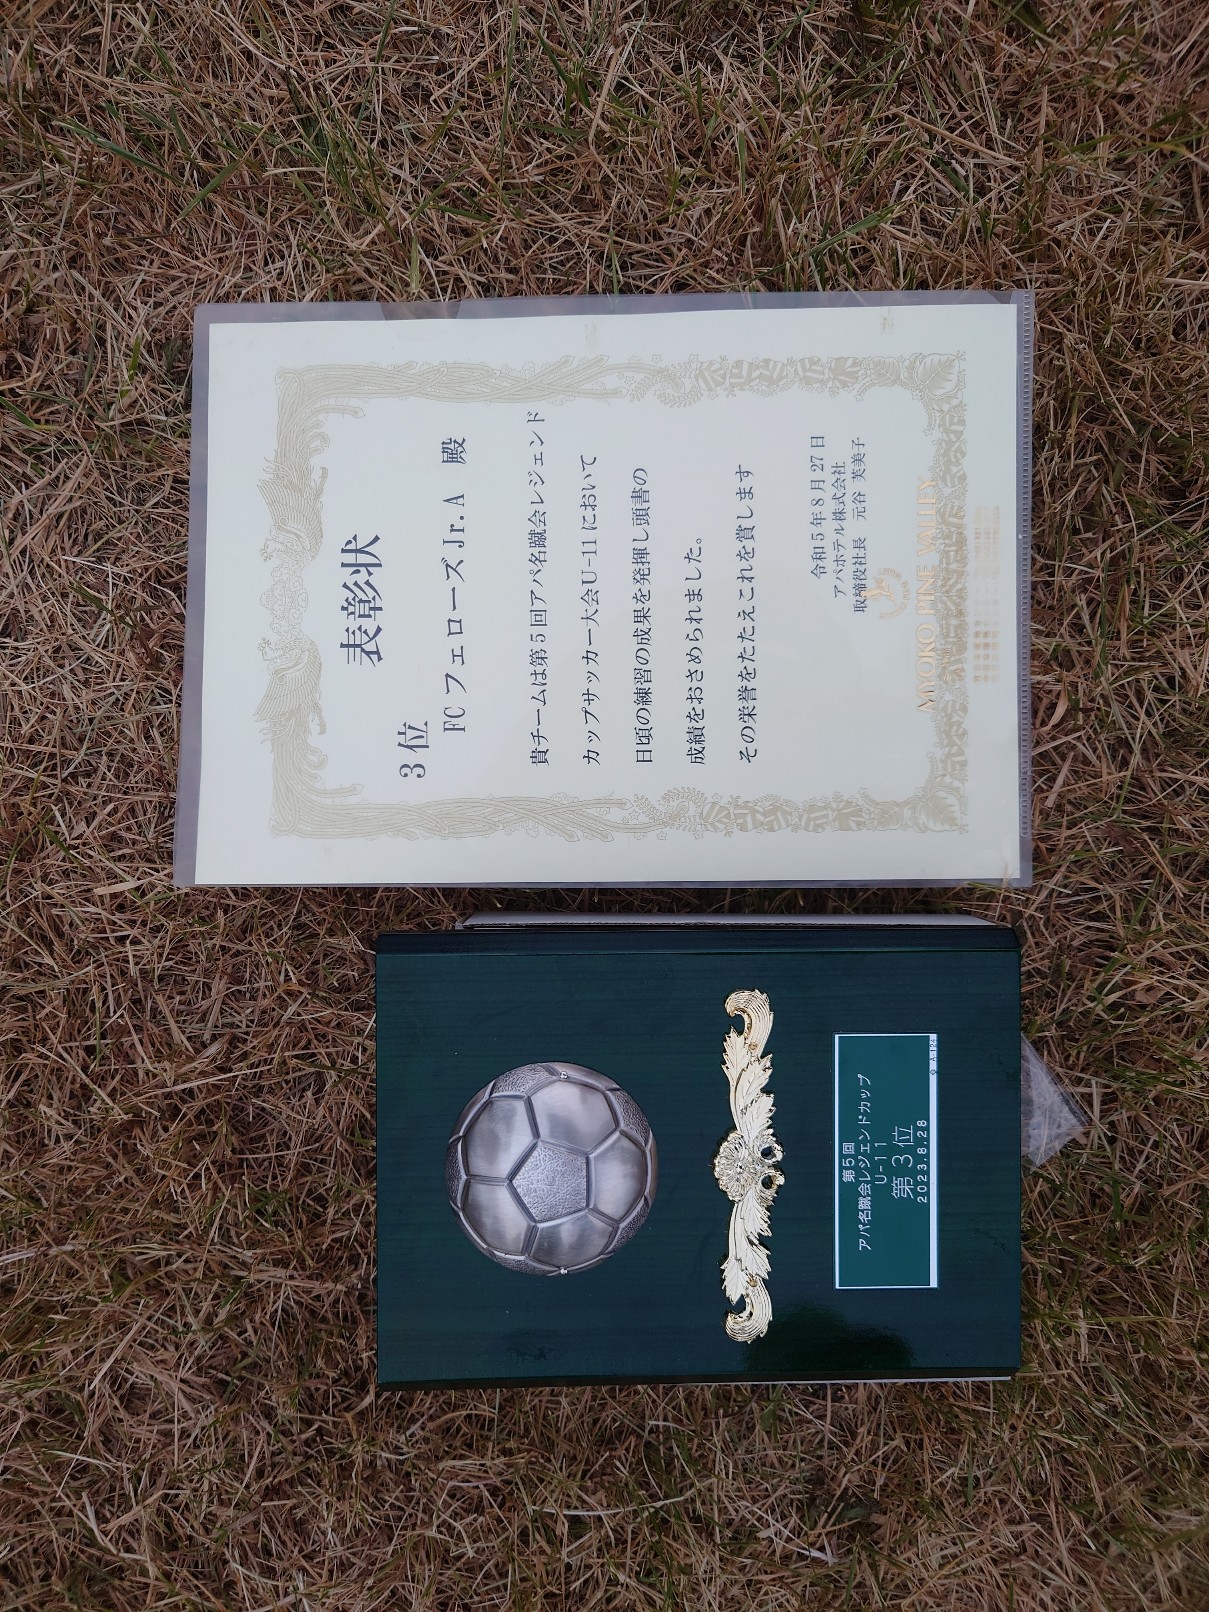 表彰状
3位
FCフェローズJr.A 殿
貴チームは第5回アパ名蹴会レジェンド
カップサッカー大会U-11において
日頃の練習の成果を発揮し頭書の
成績をおさめられました。
その栄誉をたたえこれを賞します
令和5年8月27日
アパホテル株式会社
取締役社長 元谷 芙美子
MYOKO PINE VALLEY
第5回
アパ名蹴会レジェンドカップ
U-11
第3位
2023.8.28